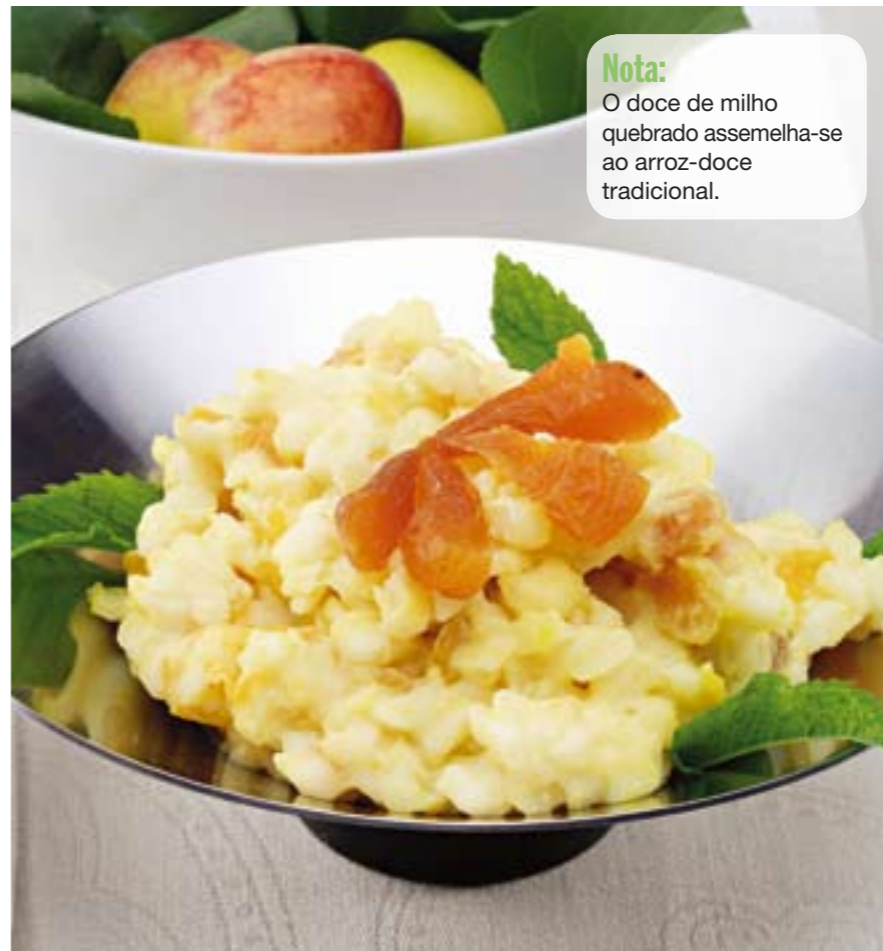 Nota:
O doce de milho
quebrado assemelha-se
ao arroz-doce
tradicional.